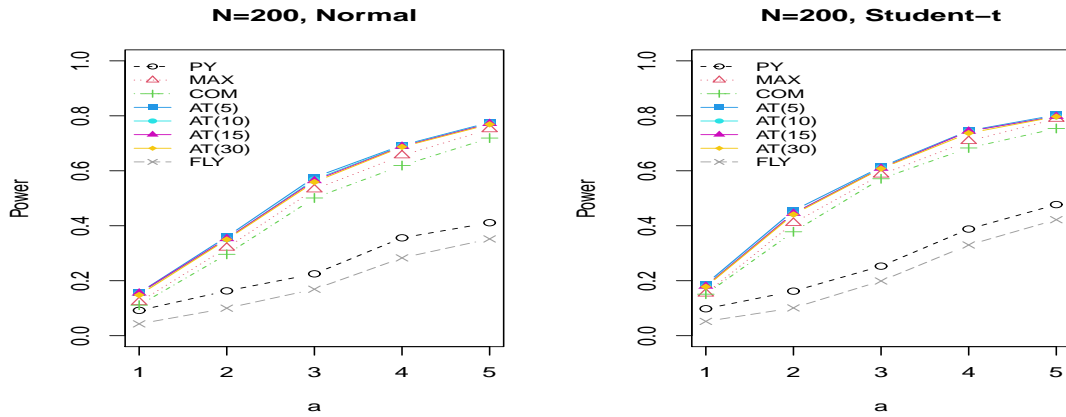 N=200, Normal
Power
1.0
0.8
0.6
0.4
0.2
0.0
PY
MAX
COM
AT(5)
AT(10)
AT(15)
AT(30)
FLY
1 2 3 4 5
a
N=200, Student−t
Power
1.0
0.8
0.6
0.4
0.2
0.0
PY
MAX
COM
AT(5)
AT(10)
AT(15)
AT(30)
FLY
1 2 3 4 5
a